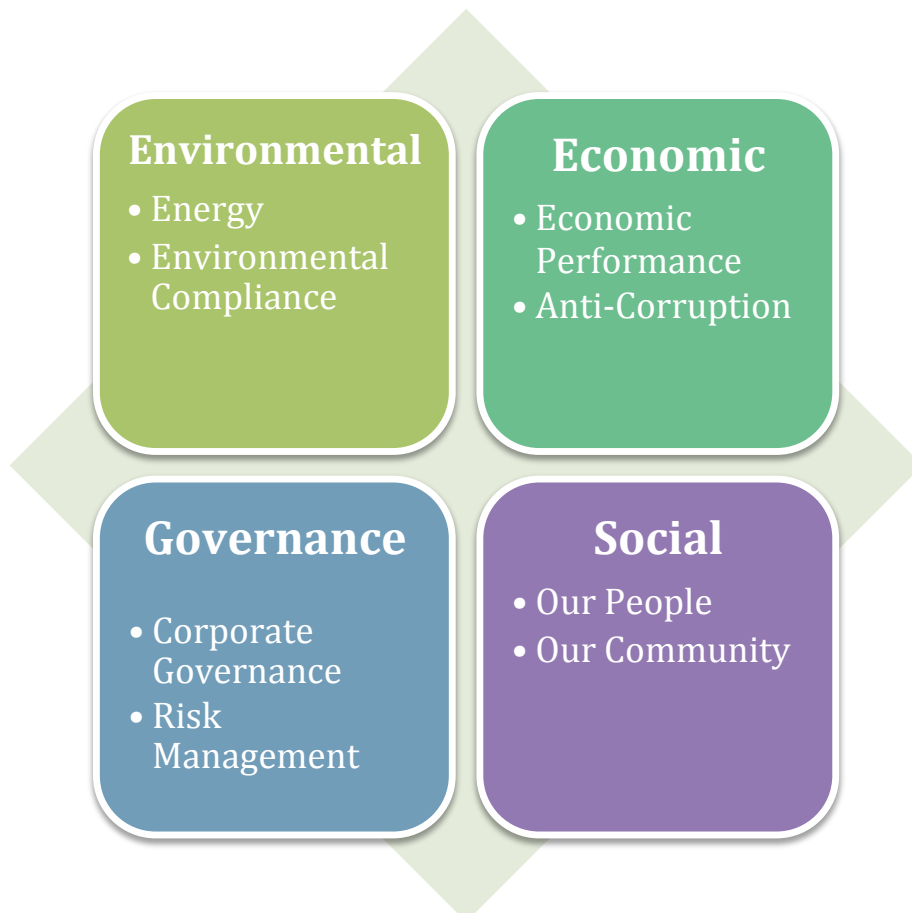 Environmental
• Energy
• Environmental
Compliance
Economic
• Economic
Performance
• Anti-Corruption
Governance
• Corporate
Governance
• Risk
Management
Social
• Our People
• Our Community